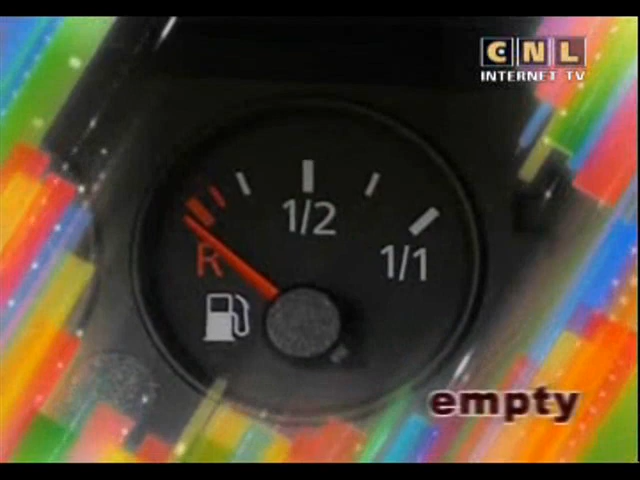 CNL
INTERNET TV
1/2
R
1/1
empty